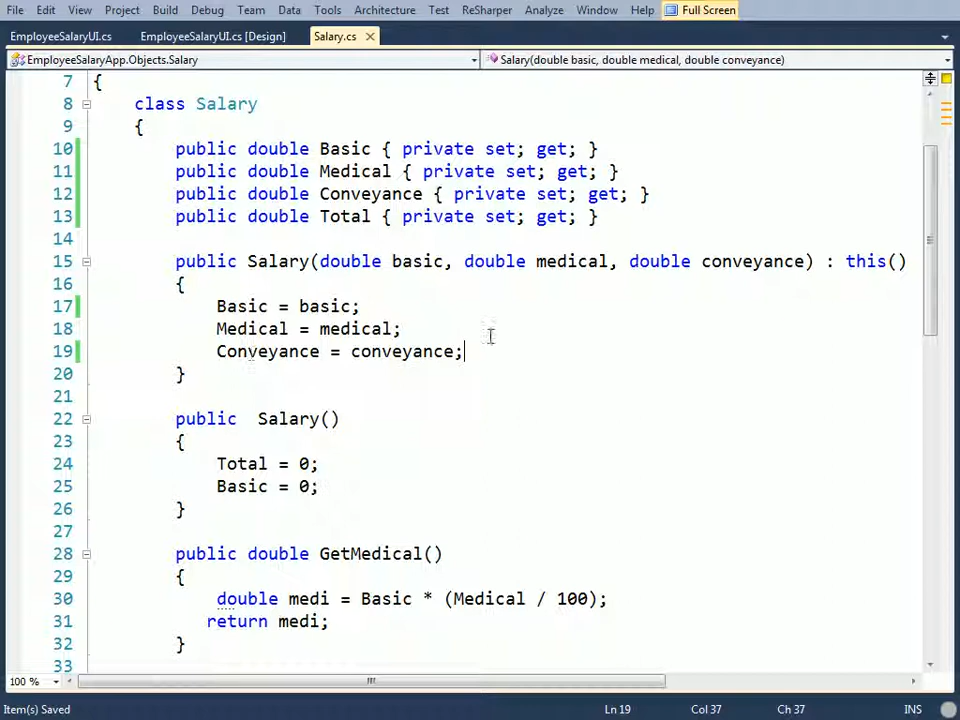 File Edit View Project Build Debug Team Data Tools Architecture Test ReSharper Analyze Window Help Full Screen
EmployeeSalaryUI.cs EmployeeSalaryUI.cs [Design] Salary.cs
EmployeeSalaryApp.Objects.Salary Salary(double basic, double medical, double conveyance)
7 {
8 class Salary
9 {
10 public double Basic { private set; get; }
11 public double Medical { private set; get; }
12 public double Conveyance { private set; get; }
13 public double Total { private set; get; }
14
15 public Salary(double basic, double medical, double conveyance) : this()
16 {
17 Basic = basic;
18 Medical = medical;
19 Conveyance = conveyance;
20 }
21
22 public Salary()
23 {
24 Total = 0;
25 Basic = 0;
26 }
27
28 public double GetMedical()
29 {
30 double medi = Basic * (Medical / 100);
31 return medi;
32 }
33
100 %
Item(s) Saved Ln 19 Col 37 Ch 37 INS